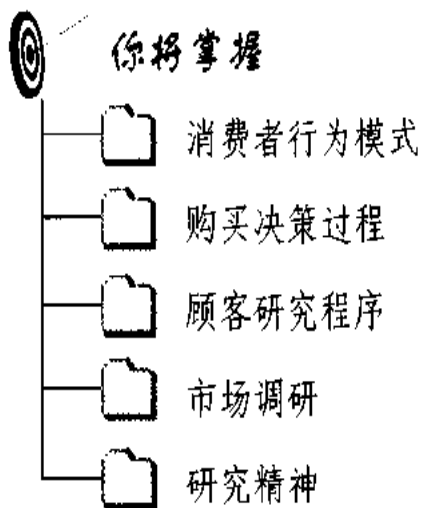 你将掌握
消费者行为模式
购买决策过程
顾客研究程序
市场调研
研究精神